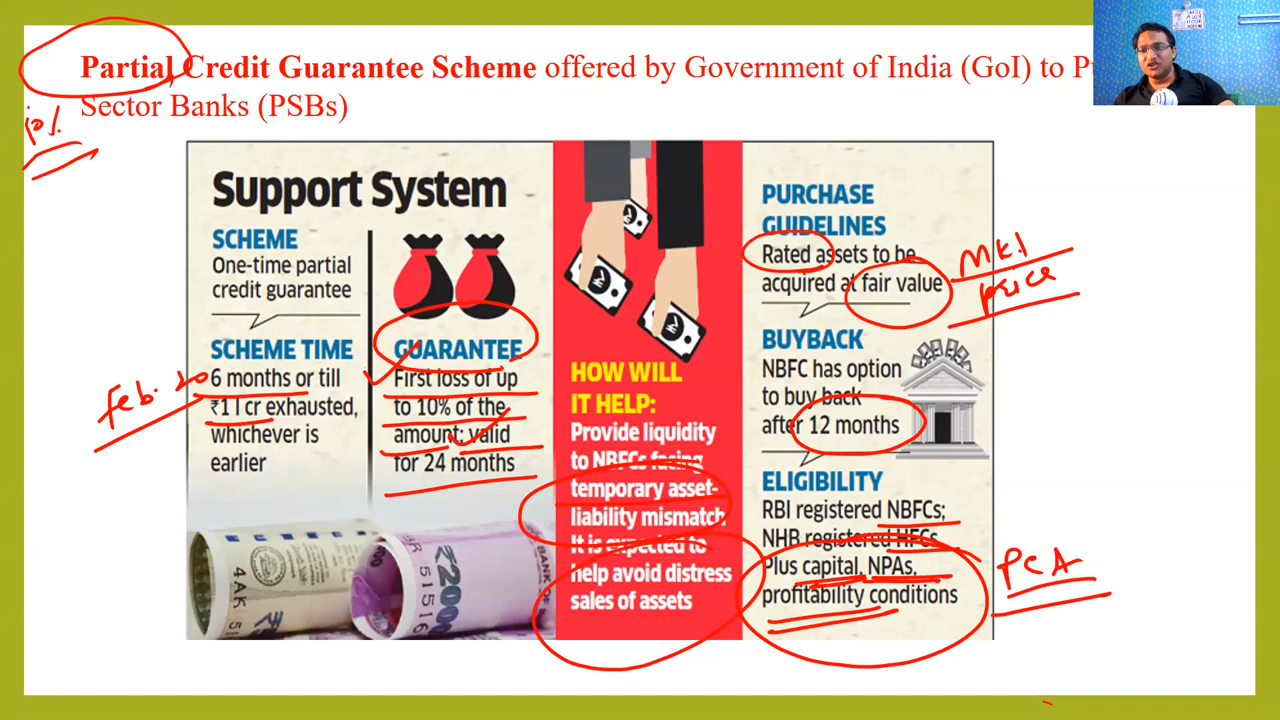 Partial Credit Guarantee Scheme offered by Government of India (GoI) to
Sector Banks (PSBs)
10%
Support System
SCHEME
One-time partial
credit guarantee
SCHEME TIME
6 months or till
₹1 l cr exhausted,
whichever is
earlier
Feb. 20
GUARANTEE
First loss of up
to 10% of the
amount; valid
for 24 months
4AK
₹2000
HOW WILL
IT HELP:
Provide liquidity
to NBFCs facing
temporary asset-
liability mismatch
It is expected to
help avoid distress
sales of assets
PURCHASE
GUIDELINES
Rated assets to be
acquired at fair value
Mkt
price
BUYBACK
NBFC has option
to buy back
after 12 months
ELIGIBILITY
RBI registered NBFCs;
NHB registered HFCs
Plus capital, NPAs,
profitability conditions
PCA